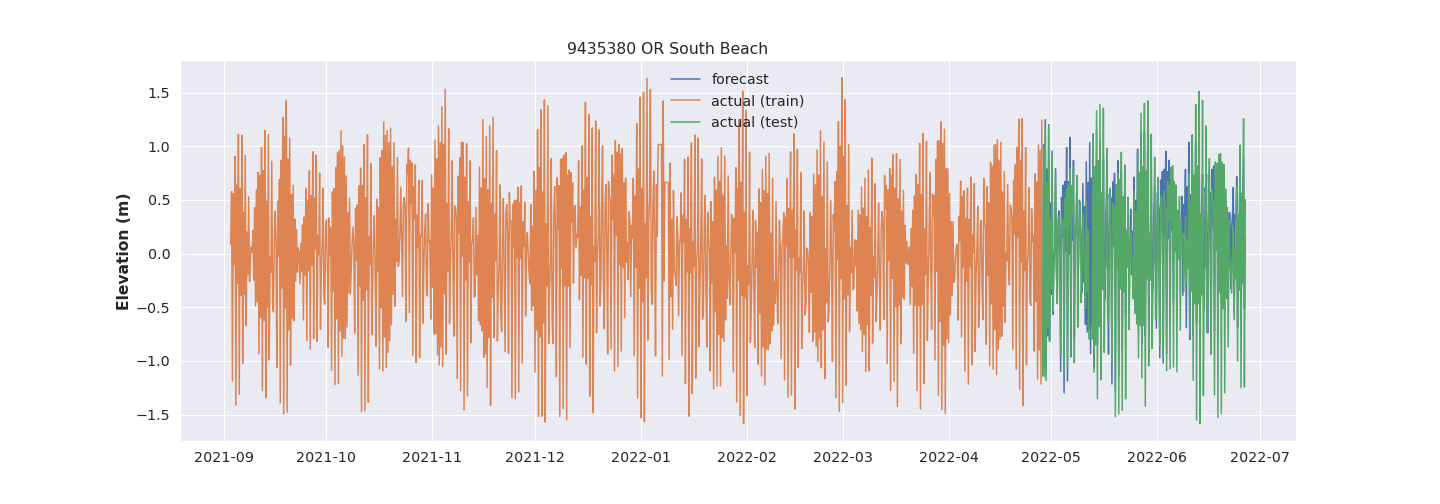 9435380 OR South Beach
forecast
actual (train)
actual (test)
Elevation (m)
1.5
1.0
0.5
0.0
−0.5
−1.0
−1.5
2021-09 2021-10 2021-11 2021-12 2022-01 2022-02 2022-03 2022-04 2022-05 2022-06 2022-07